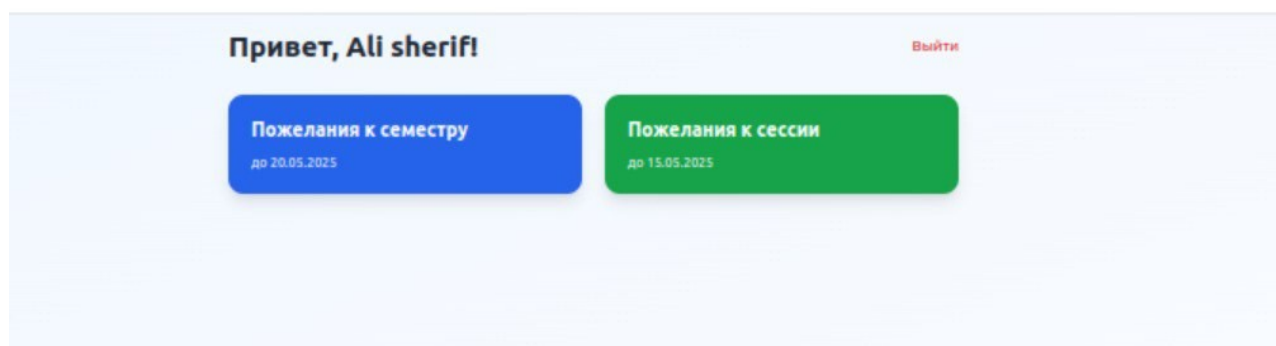 Привет, Ali sherif!
Выйти
Пожелания к семестру
до 20.05.2025
Пожелания к сессии
до 15.05.2025